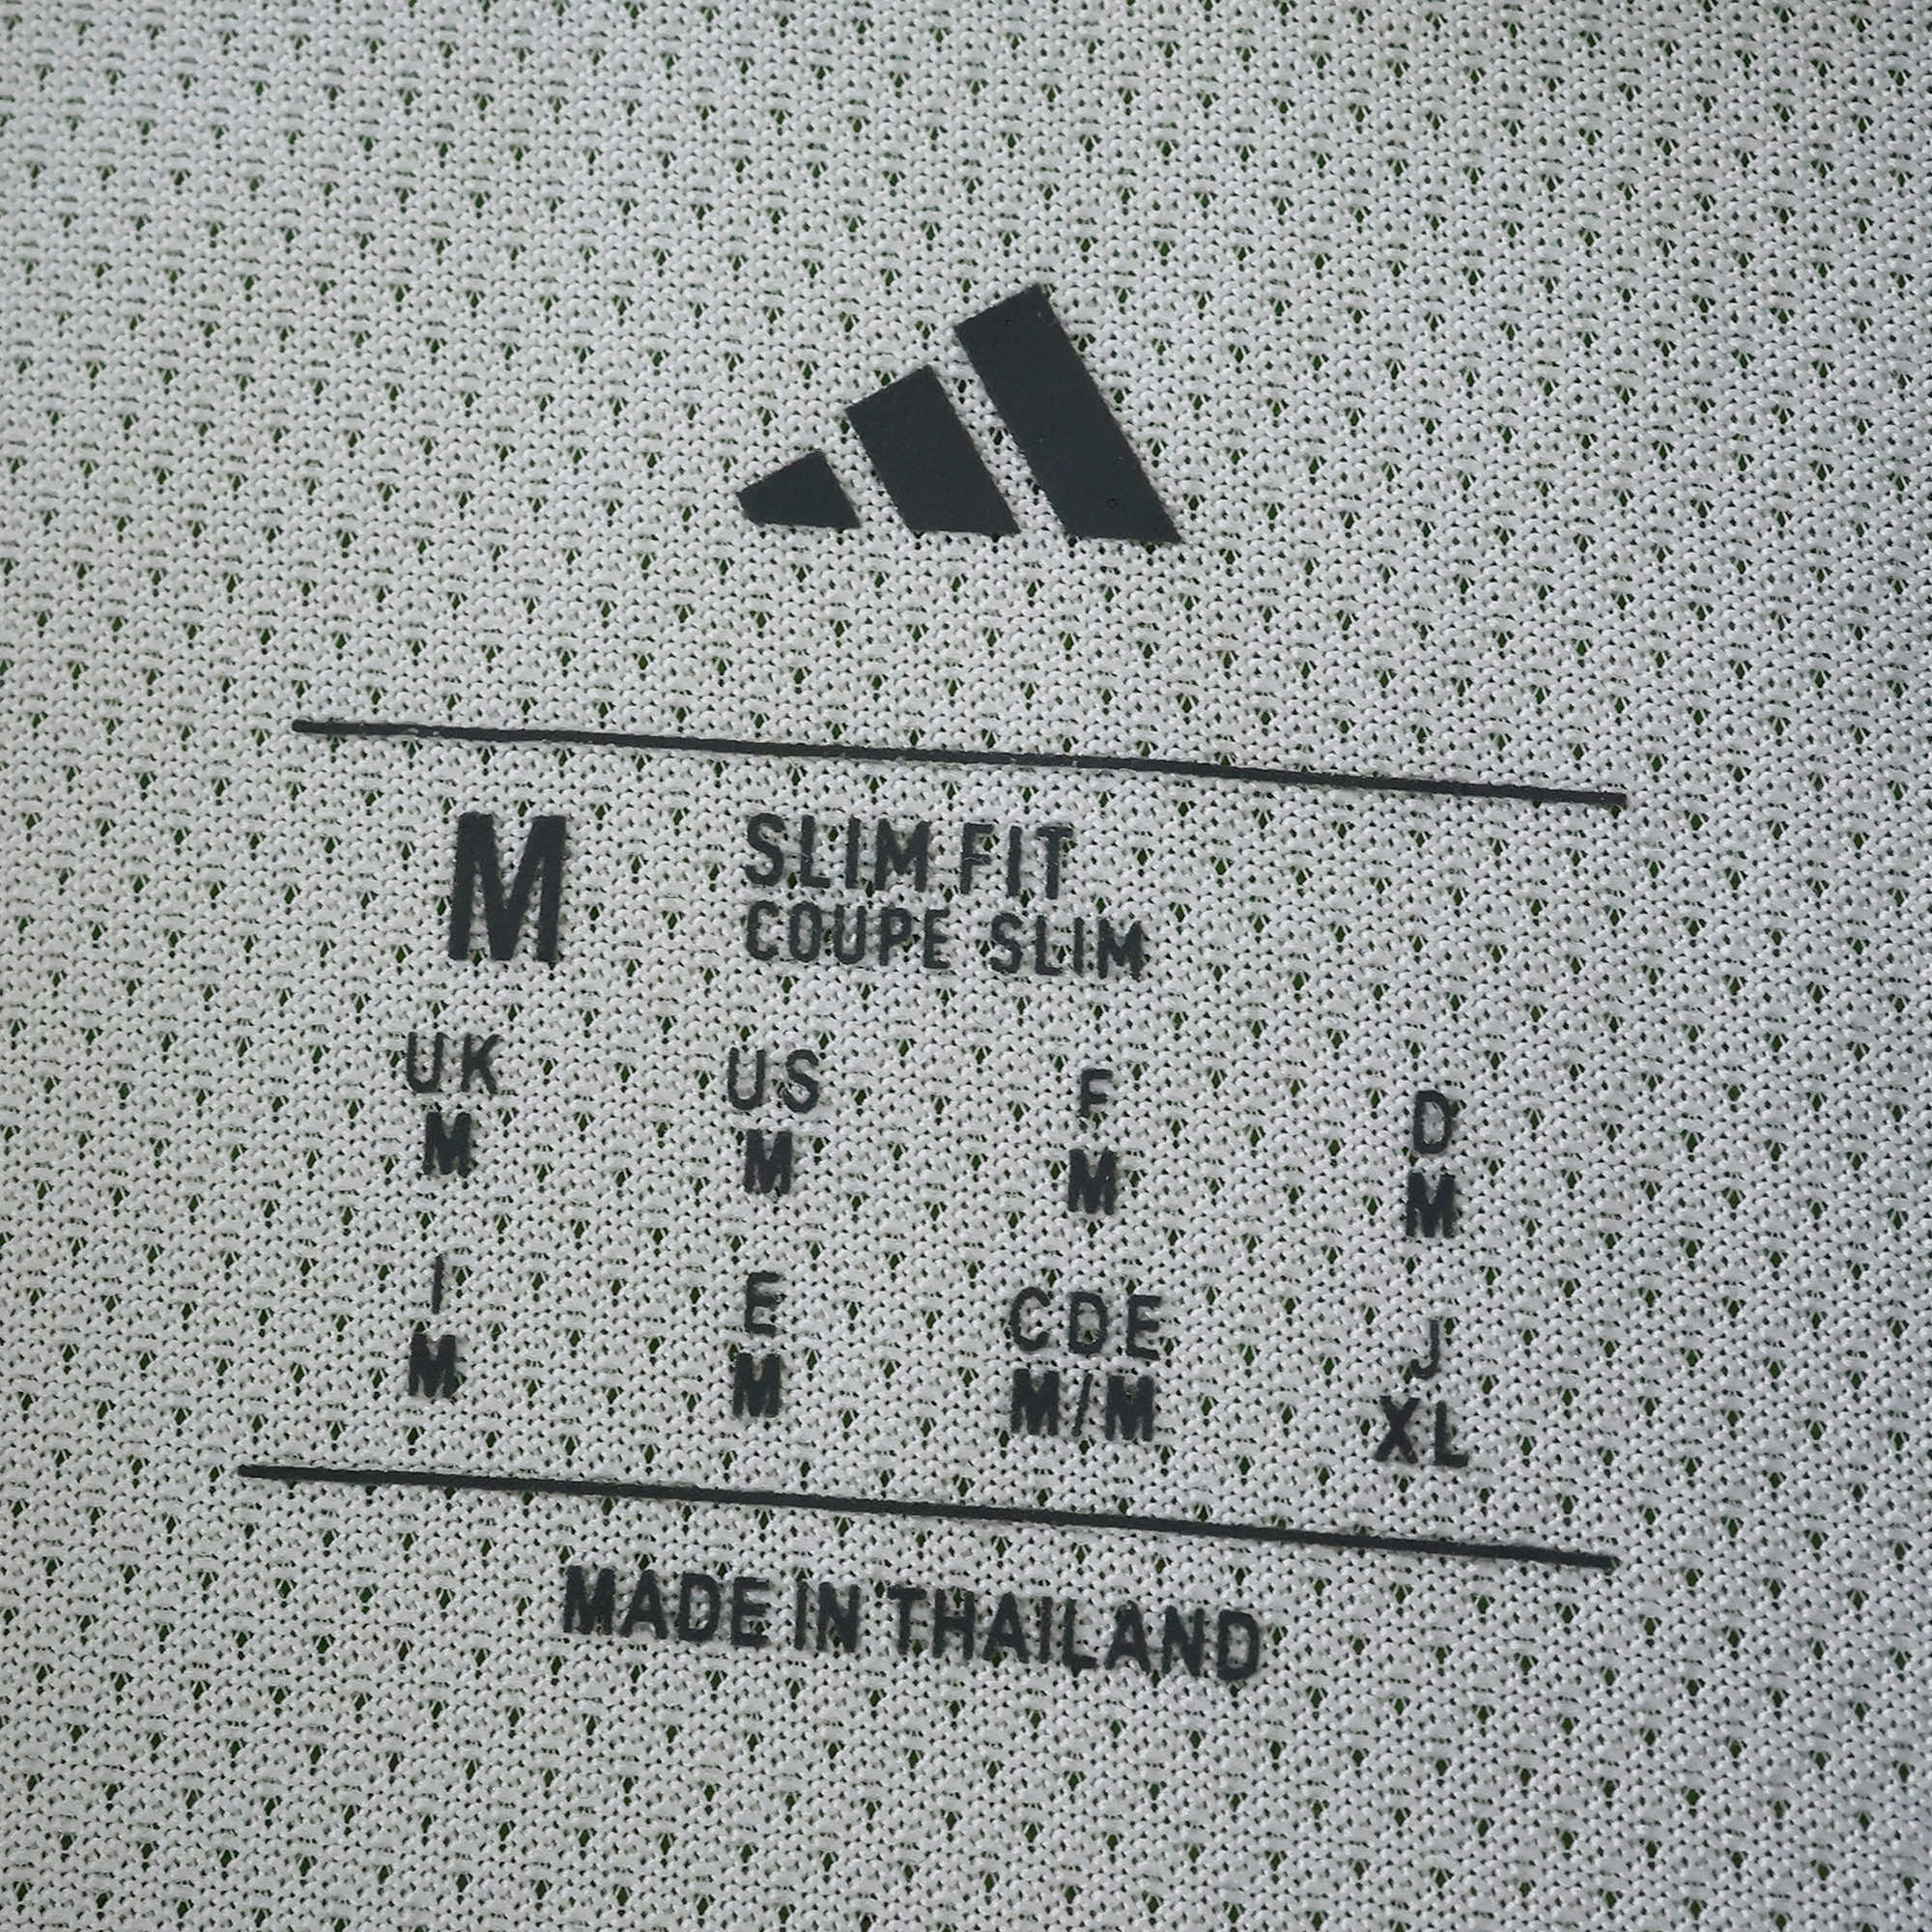 M SLIM FIT
COUPE SLIM
UK US F D
M M M M
I E CDE J
M M M/M XL
MADE IN THAILAND